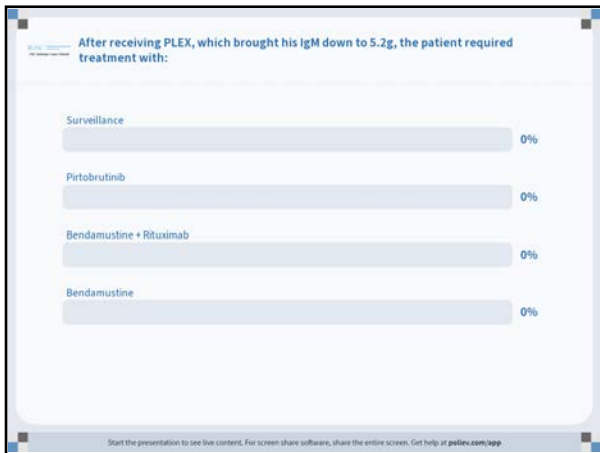 After receiving PLEX, which brought his IgM down to 5.2g, the patient required
treatment with:
Surveillance
0%
Pirtobrutinib
0%
Bendamustine + Rituximab
0%
Bendamustine
0%
Start the presentation to see live content. For screen share software, share the entire screen. Get help at pollev.com/app